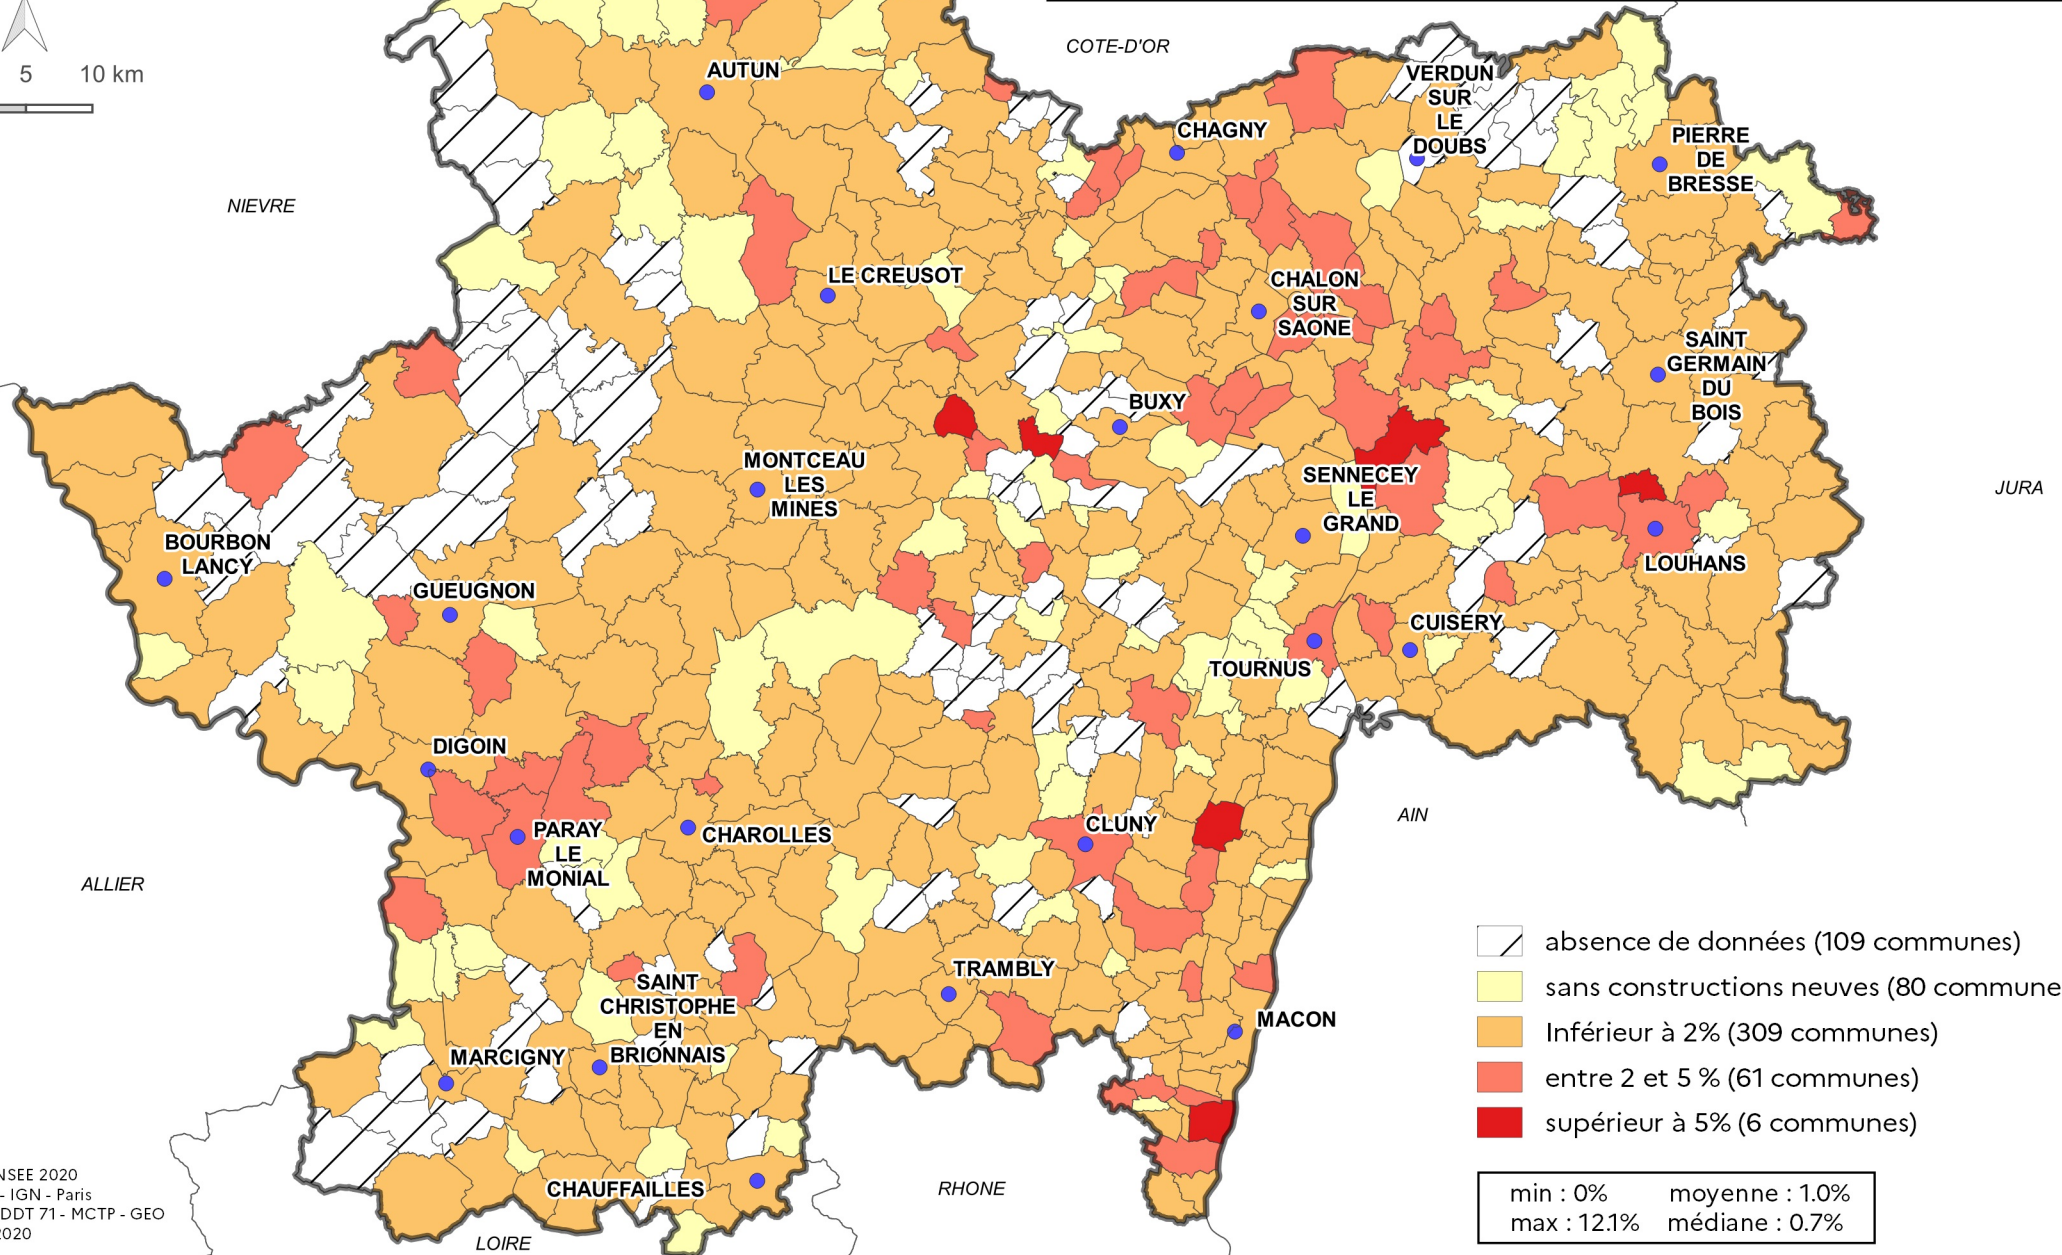 COTE-D'OR
5 10 km
AUTUN
VERDUN
SUR
LE
DOUBS
CHAGNY
PIERRE
DE
BRESSE
NIEVRE
LE CREUSOT
CHALON
SUR
SAONE
SAINT
GERMAIN
DU
BOIS
BUXY
MONTCEAU
LES
MINES
SENNECEY
LE
GRAND
JURA
BOURBON
LANCY
LOUHANS
GUEUGNON
CUISERY
TOURNUS
DIGOIN
AIN
PARAY
LE
MONIAL
CHAROLLES
CLUNY
ALLIER
absence de données (109 communes)
sans constructions neuves (80 commune
Inférieur à 2% (309 communes)
entre 2 et 5 % (61 communes)
supérieur à 5% (6 communes)
TRAMBLY
SAINT
CHRISTOPHE
EN
BRIONNAIS
MACON
MARCIGNY
CHAUFFAILLES
RHONE
LOIRE
NSEE 2020
- IGN - Paris
DDT 71 - MCTP - GEO
2020
min : 0% moyenne : 1.0%
max : 12.1% médiane : 0.7%